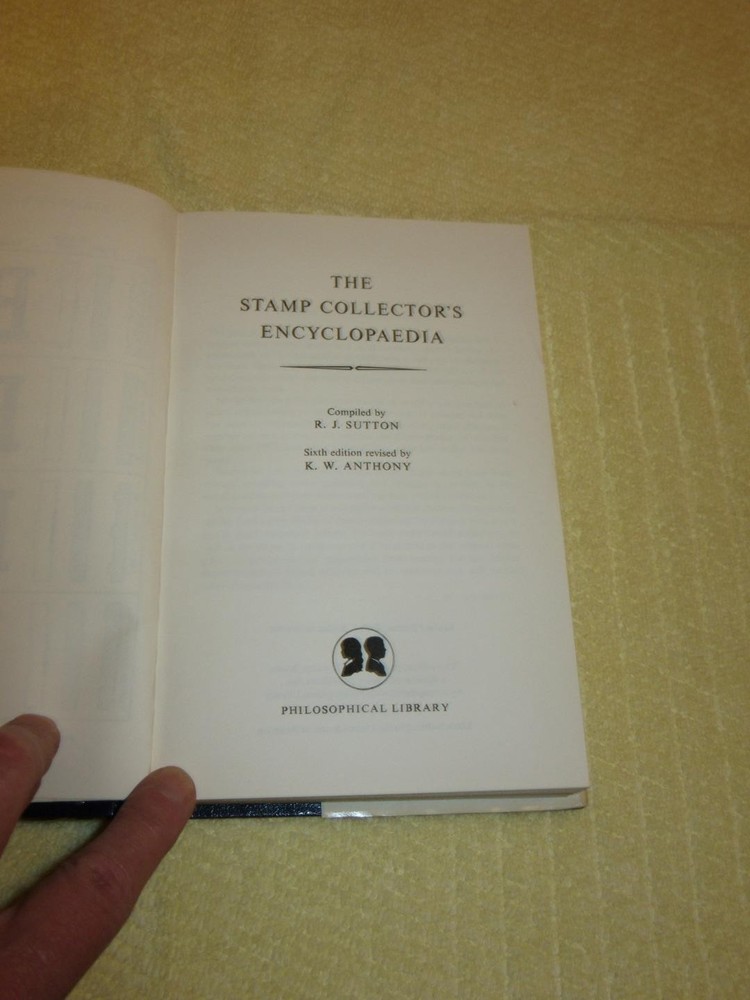 THE
STAMP COLLECTOR'S
ENCYCLOPAEDIA
Compiled by
R. J. SUTTON
Sixth edition revised by
K. W. ANTHONY
PHILOSOPHICAL LIBRARY